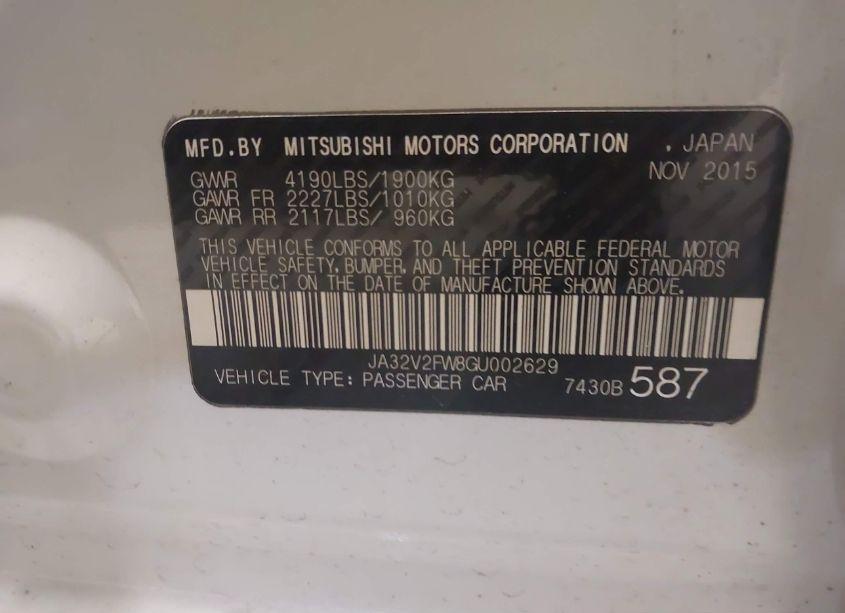 MFD.BY MITSUBISHI MOTORS CORPORATION . JAPAN
NOV 2015
GVWR 4190LBS/1900KG
GAWR FR 2227LBS/1010KG
GAWR RR 2117LBS/ 960KG
THIS VEHICLE CONFORMS TO ALL APPLICABLE FEDERAL MOTOR
VEHICLE SAFETY, BUMPER, AND THEFT PREVENTION STANDARDS
IN EFFECT ON THE DATE OF MANUFACTURE SHOWN ABOVE.
JA32V2FW8GU002629
VEHICLE TYPE: PASSENGER CAR 7430B 587